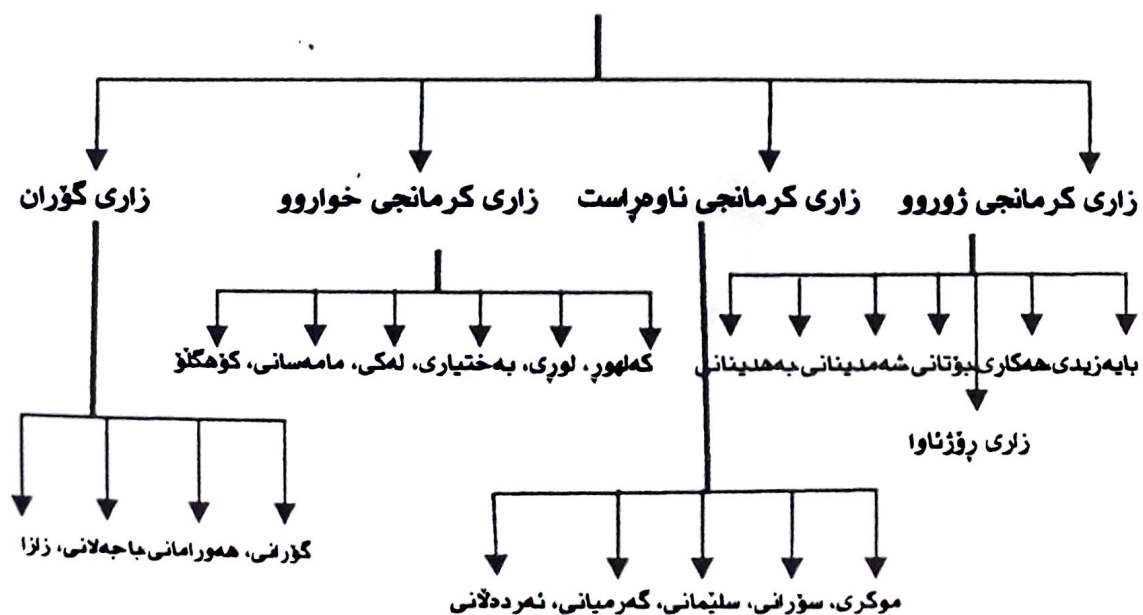 زاری کرمانجی ژوروو
زاری کرمانجی ناوەڕاست
زاری کرمانجی خواروو
زاری گۆران
بایەزیدی،هەکاری،بۆتانی،شەمدینانی،بەهدینانی
زاری ڕۆژئاوا
کەلهوڕ، لوڕی، بەختیاری، لەکی، مامەسانی، کۆهگلۆ
گۆرانی، هەورامانی،باجەلانی، زازا
موکری، سۆرانی، سلێمانی، گەرمیانی، ئەردەڵانی